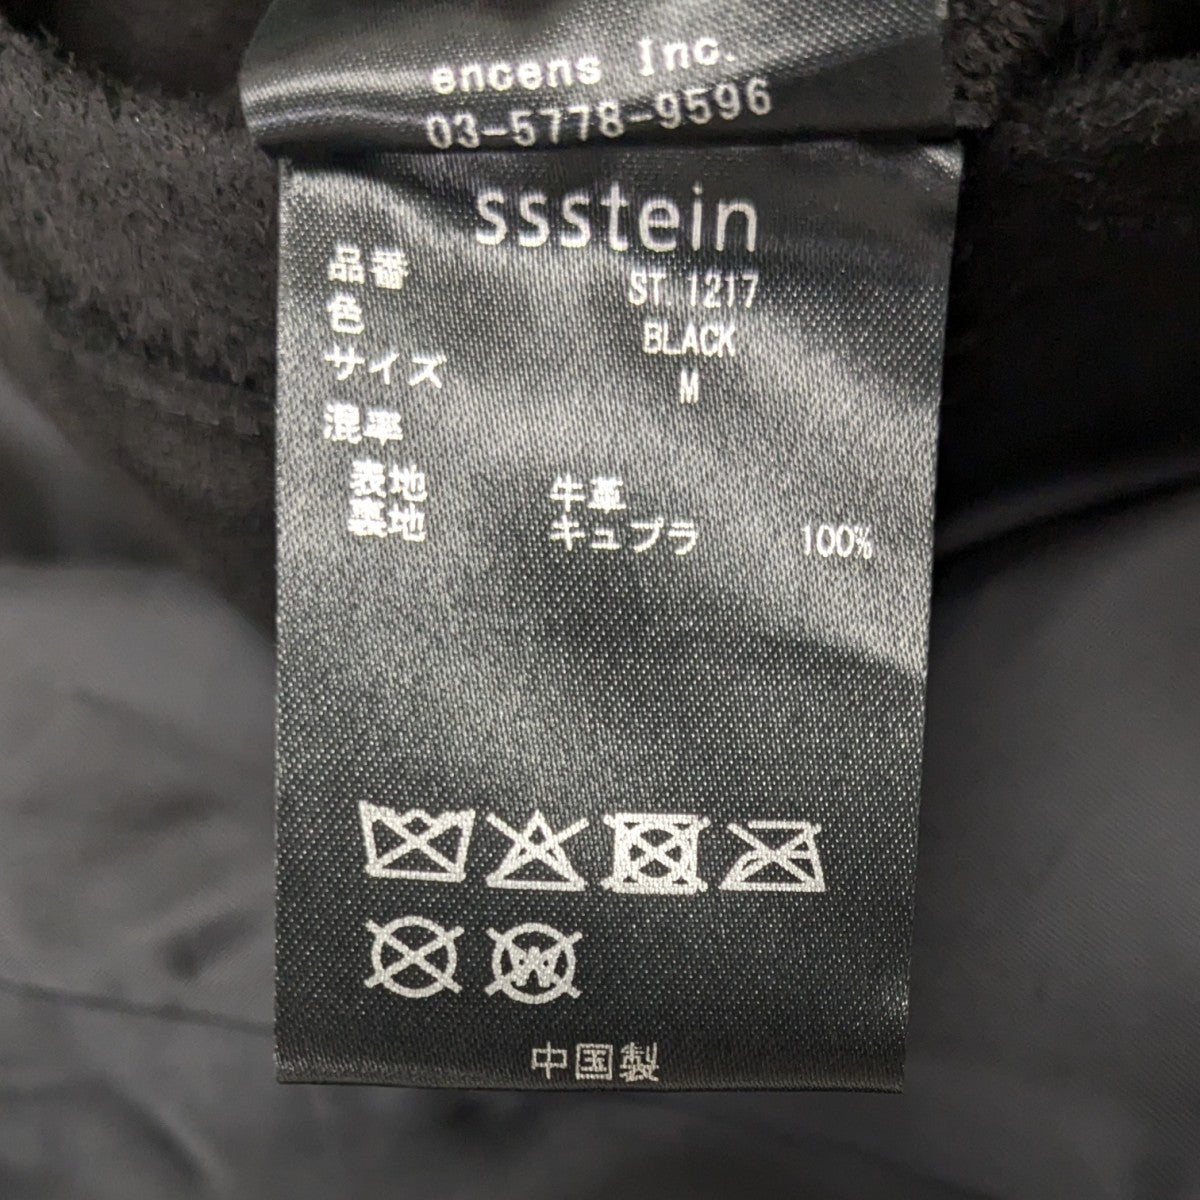 encens Inc.
03-5778-9596
ssstein
品番 ST.1217
色 BLACK
サイズ M
混率
表地 牛革
裏地 キュプラ 100%
W
中国製